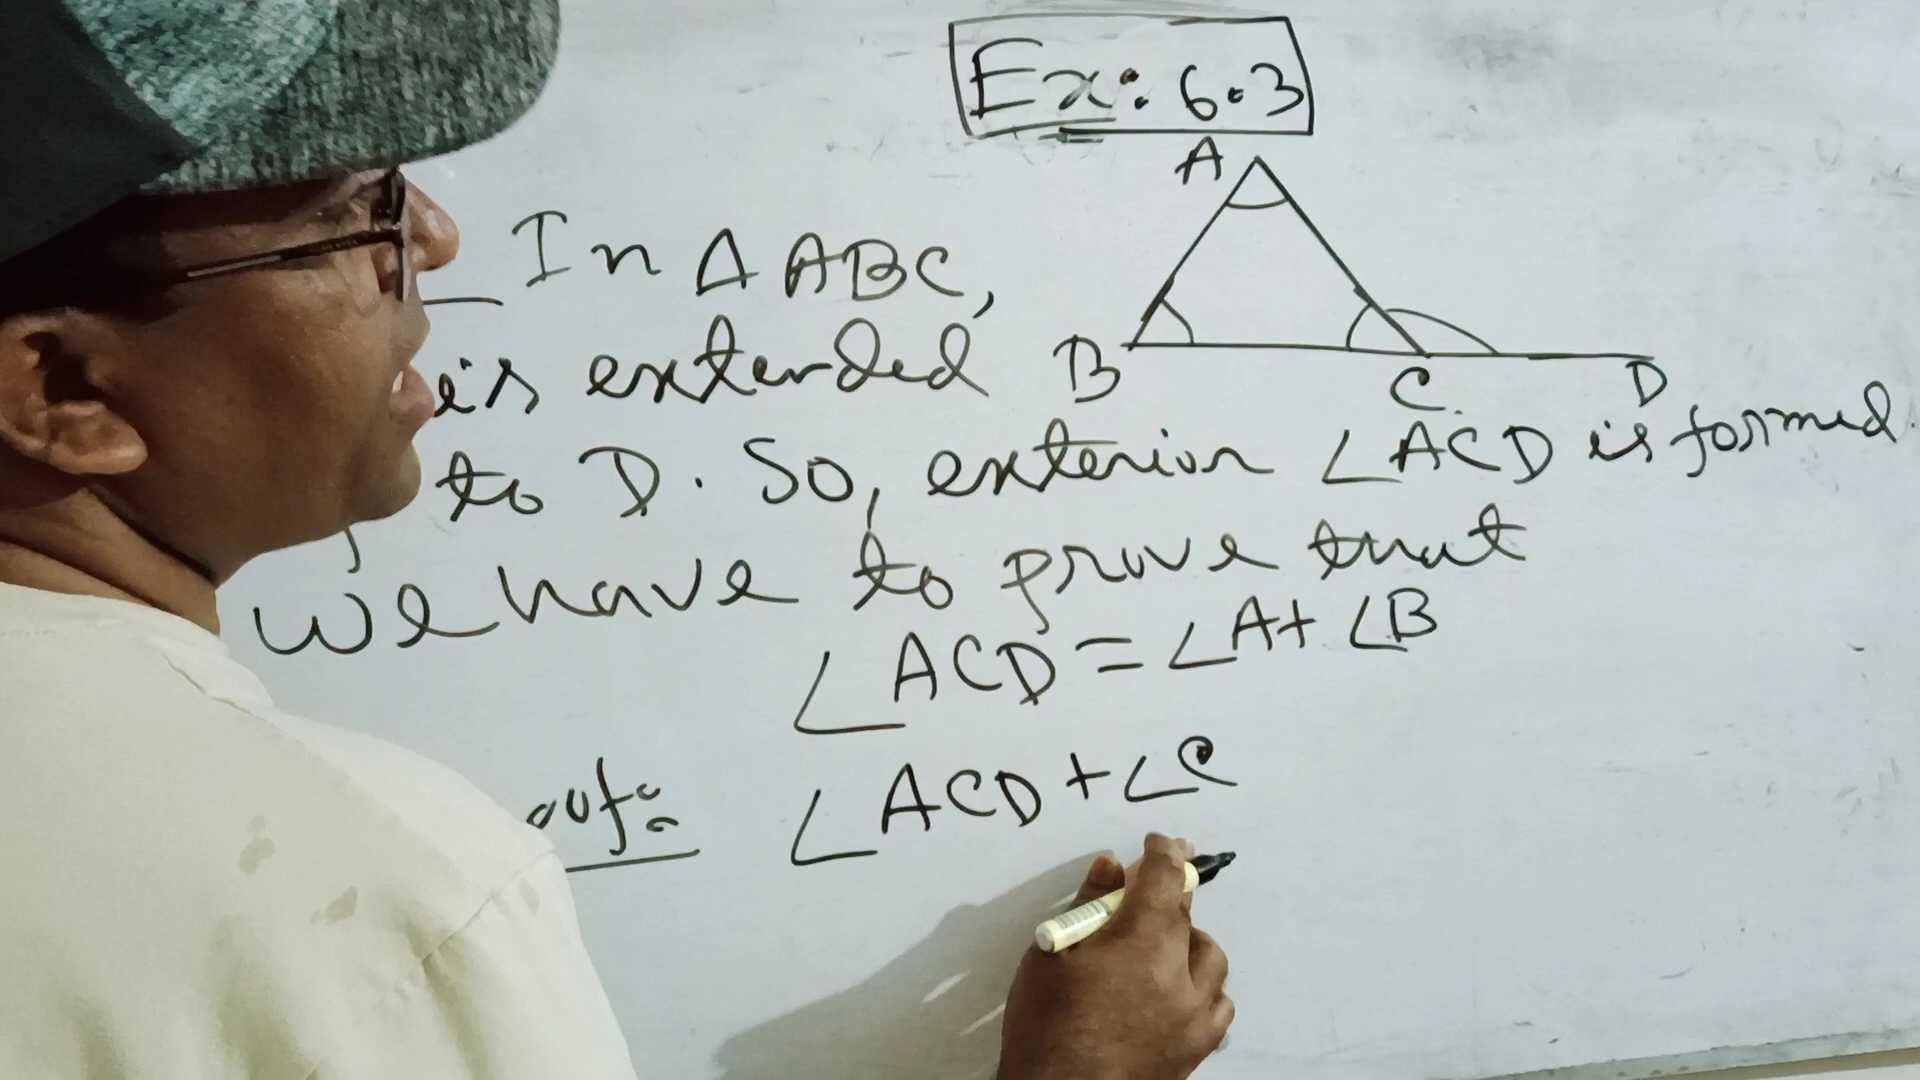 Ex: 6.3
A
In Δ ABC,
is extended
B
C
D
to D. So, exterior ∠ACD is formed.
We have to prove that
∠ACD = ∠A + ∠B
∠ACD + ∠C